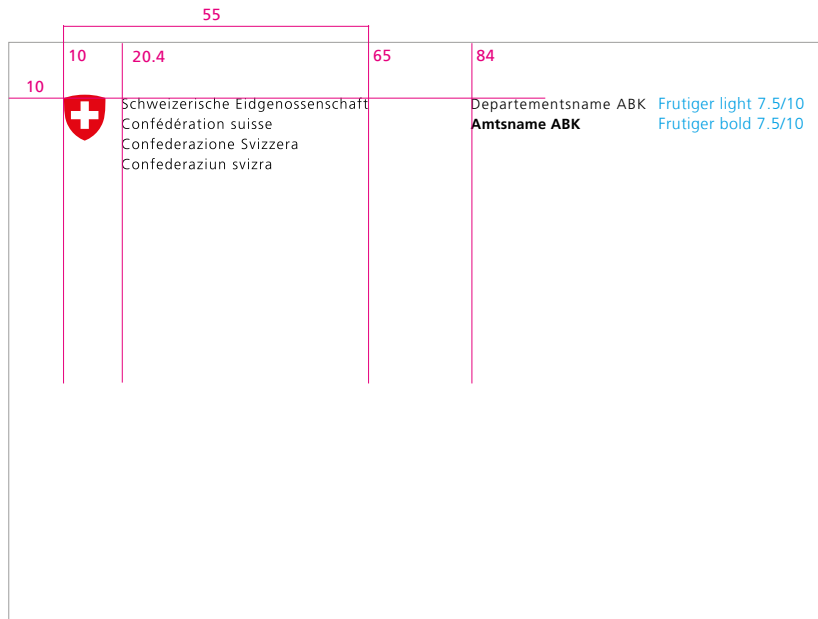 55
10 20.4 65 84
10
Schweizerische Eidgenossenschaft
Confédération suisse
Confederazione Svizzera
Confederaziun svizra
Departementsname ABK Frutiger light 7.5/10
Amtsname ABK Frutiger bold 7.5/10